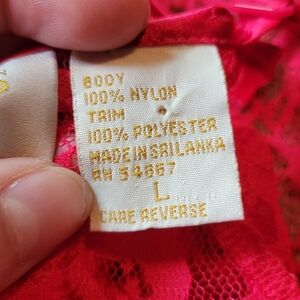 BODY
100% NYLON
TRIM
100% POLYESTER
MADE IN SRI LANKA
RN 54867
L
CARE REVERSE